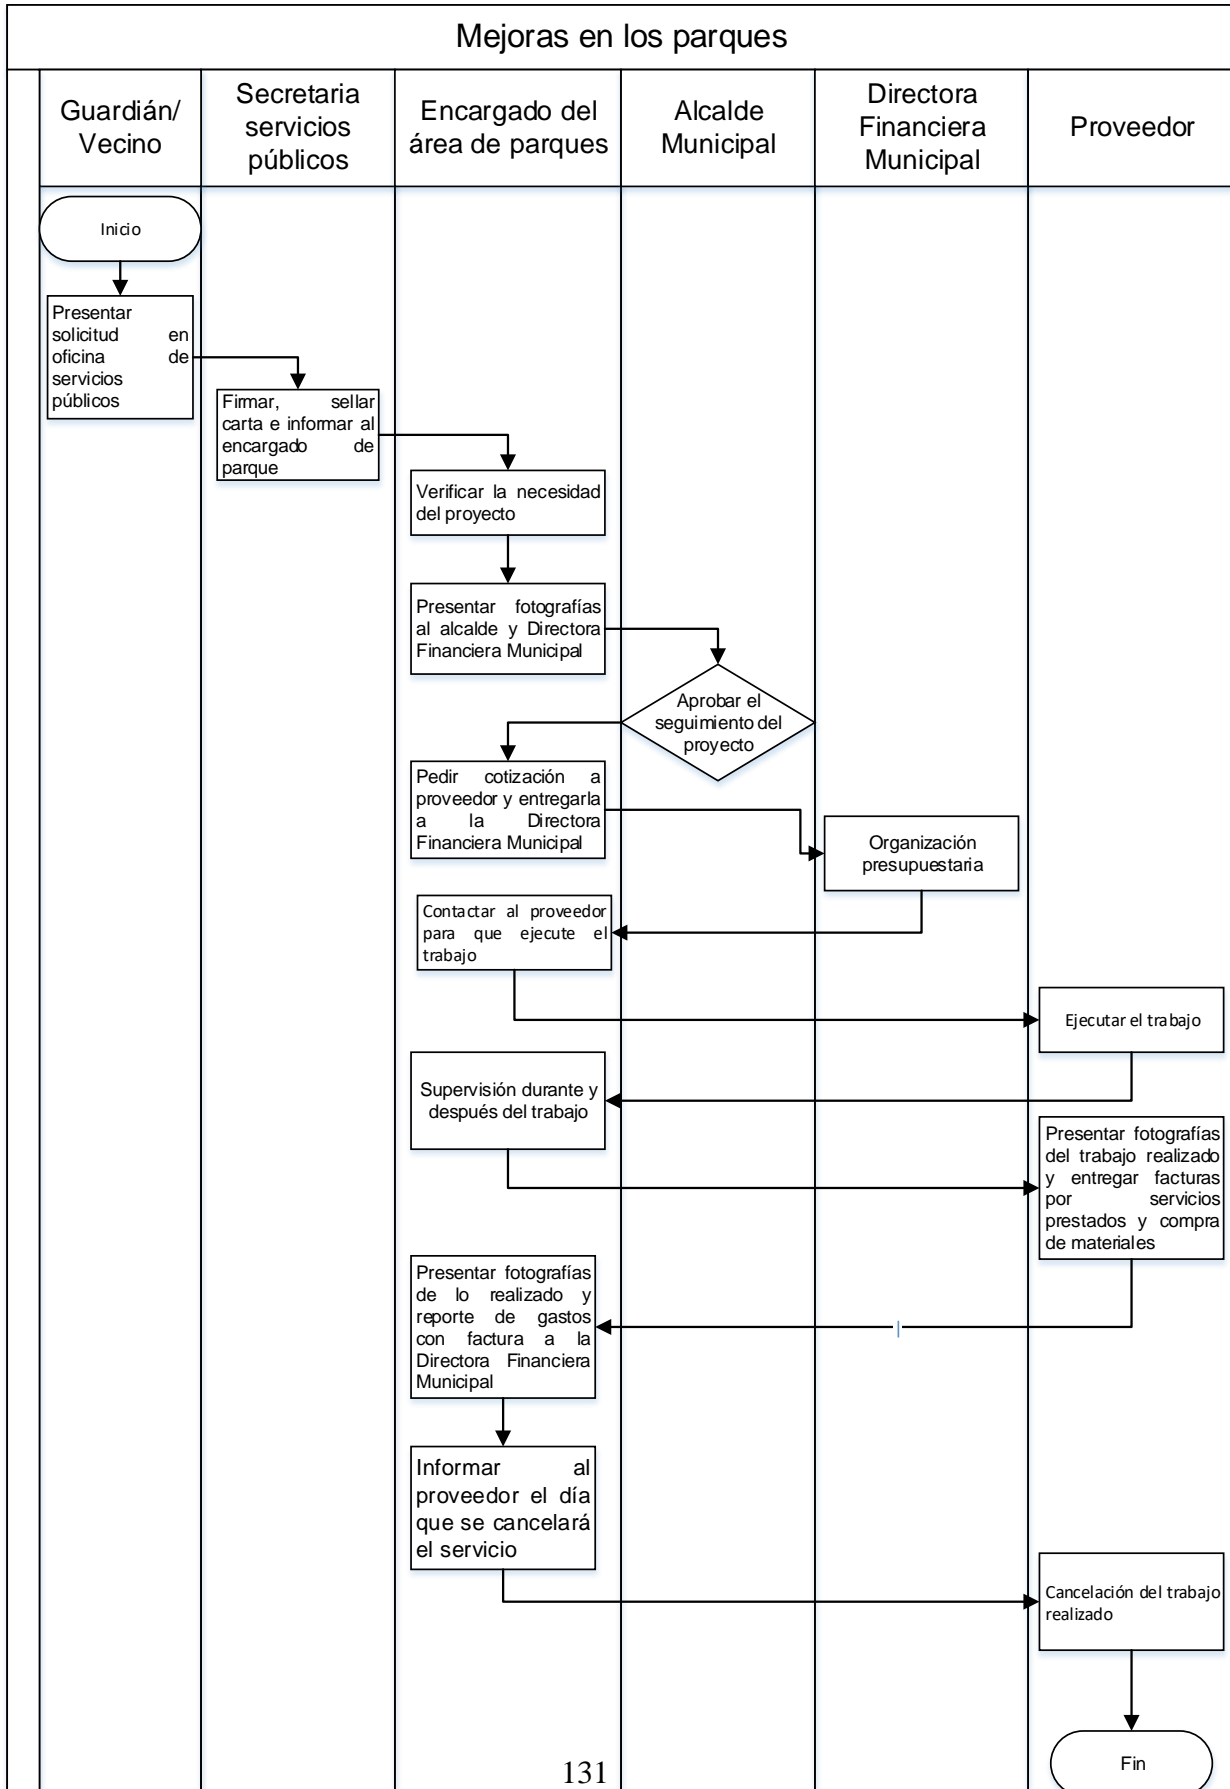 Mejoras en los parques
Guardián/
Vecino
Secretaria
servicios
públicos
Encargado del
área de parques
Alcalde
Municipal
Directora
Financiera
Municipal
Proveedor
Inicio
Presentar
solicitud en
oficina de
servicios
públicos
Firmar, sellar
carta e informar al
encargado de
parque
Verificar la necesidad
del proyecto
Presentar fotografías
al alcalde y Directora
Financiera Municipal
Aprobar el
seguimiento del
proyecto
Pedir cotización a
proveedor y entregarla
a la Directora
Financiera Municipal
Organización
presupuestaria
Contactar al proveedor
para que ejecute el
trabajo
Ejecutar el trabajo
Supervisión durante y
después del trabajo
Presentar fotografías
del trabajo realizado
y entregar facturas
por servicios
prestados y compra
de materiales
Presentar fotografías
de lo realizado y
reporte de gastos
con factura a la
Directora Financiera
Municipal
Informar al
proveedor el día
que se cancelará
el servicio
Cancelación del trabajo
realizado
Fin
131